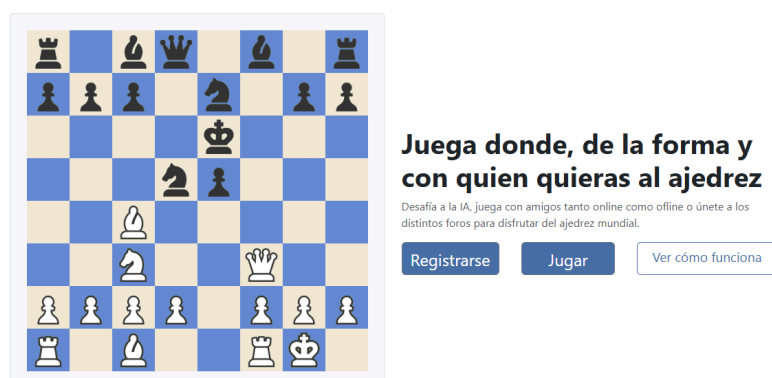 Juega donde, de la forma y
con quien quieras al ajedrez
Desafía a la IA, juega con amigos tanto online como ofline o únete a los
distintos foros para disfrutar del ajedrez mundial.
Registrarse
Jugar
Ver cómo funciona